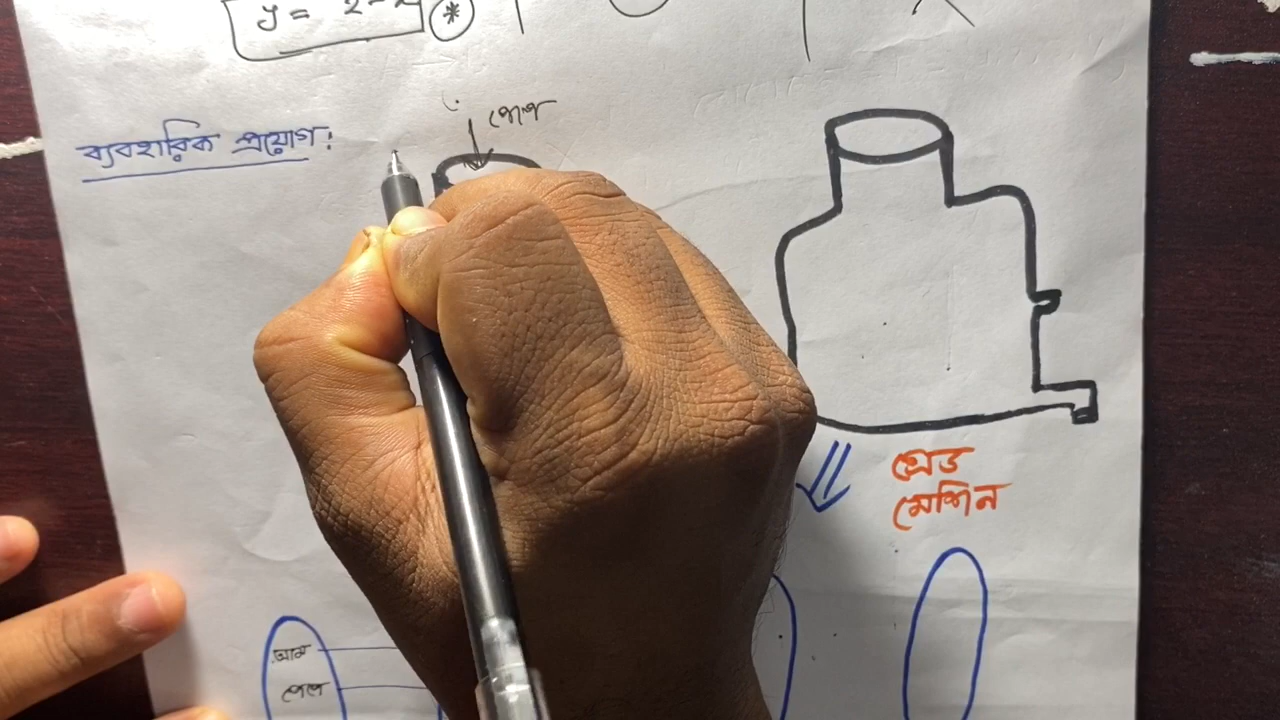 ব্যবহারিক প্রয়োগ:
পেপে
গ্রেড
মেশিন
আম
পেপে